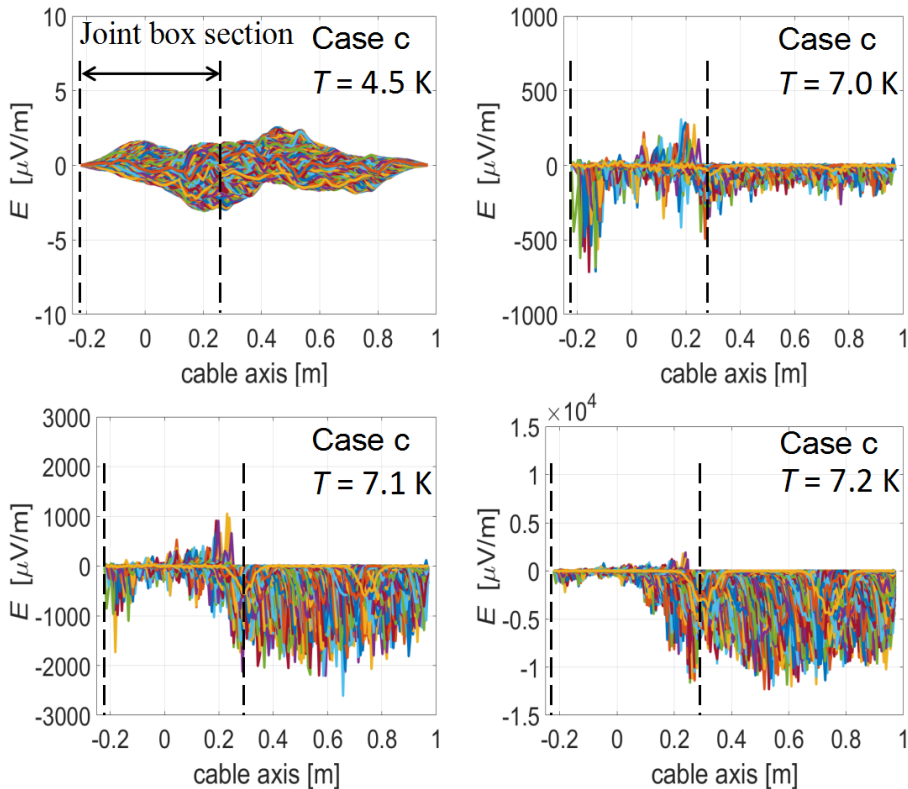 10
5
0
-5
-10
E [μV/m]
Joint box section
Case c
T = 4.5 K
-0.2 0 0.2 0.4 0.6 0.8 1
cable axis [m]
1000
500
0
-500
-1000
E [μV/m]
Case c
T = 7.0 K
-0.2 0 0.2 0.4 0.6 0.8 1
cable axis [m]
3000
2000
1000
0
-1000
-2000
-3000
E [μV/m]
Case c
T = 7.1 K
-0.2 0 0.2 0.4 0.6 0.8 1
cable axis [m]
×10⁴
1.5
1
0.5
0
-0.5
-1
-1.5
E [μV/m]
Case c
T = 7.2 K
-0.2 0 0.2 0.4 0.6 0.8 1
cable axis [m]